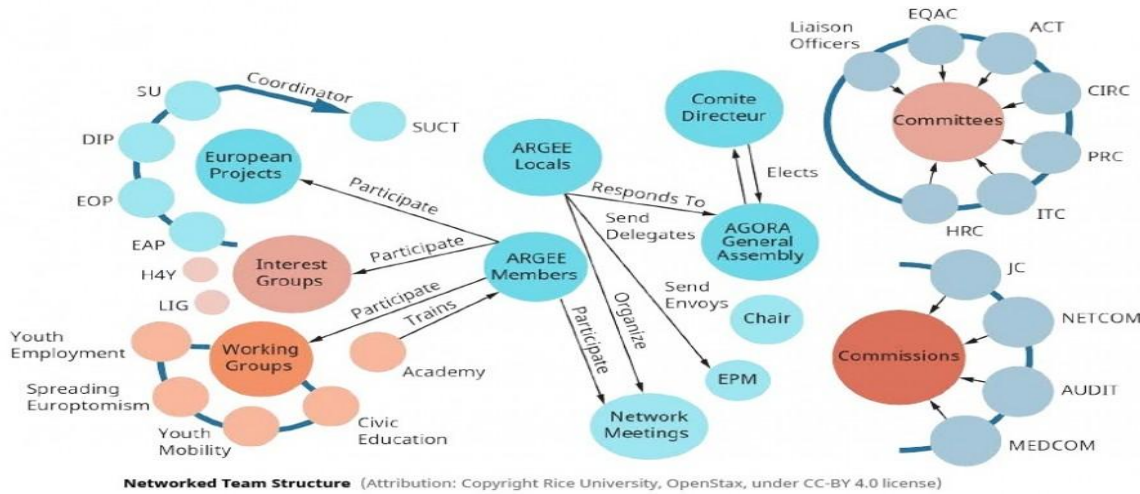 EQAC
ACT
Liaison
Officers
CIRC
Committees
PRC
ITC
HRC
Coordinator
SU
SUCT
DIP
European
Projects
EOP
EAP
Comite
Directeur
ARGEE
Locals
Elects
Responds To
Send
Delegates
AGORA
General
Assembly
Participate
Participate
Participate
Trains
ARGEE
Members
H4Y
Interest
Groups
LIG
Send
Envoys
Organize
Participate
Chair
EPM
Network
Meetings
Youth
Employment
Working
Groups
Academy
Spreading
Europtomism
Youth
Mobility
Civic
Education
JC
NETCOM
Commissions
AUDIT
MEDCOM
Networked Team Structure (Attribution: Copyright Rice University, OpenStax, under CC-BY 4.0 license)